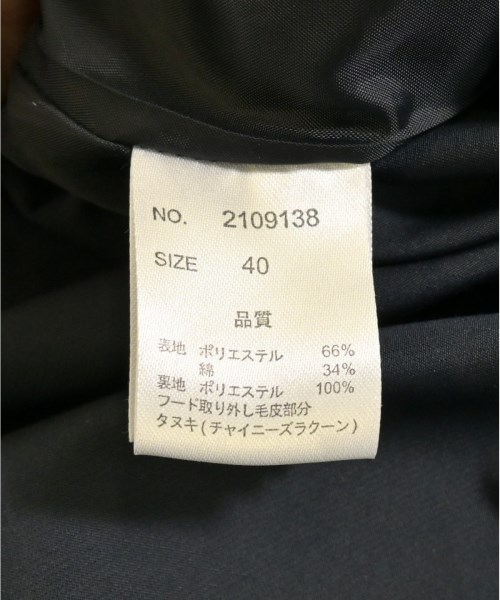 NO. 2109138
SIZE 40
品質
表地 ポリエステル 66%
綿 34%
裏地 ポリエステル 100%
フード取り外し毛皮部分
タヌキ(チャイニーズラクーン)